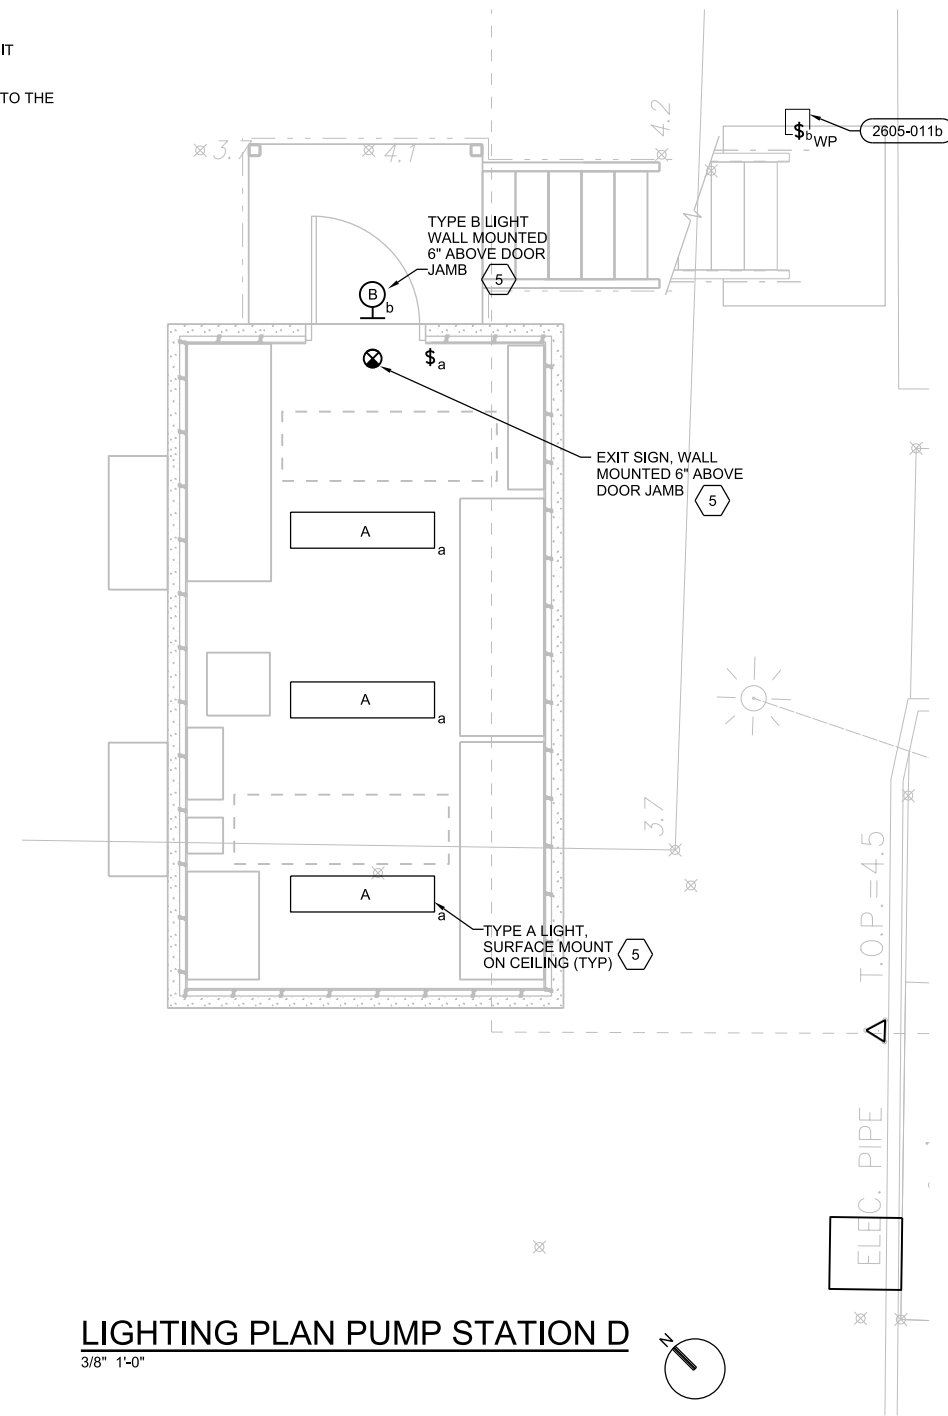 IT
TO THE
3.7
4.1
4.2
$b WP
2605-011b
TYPE B LIGHT
WALL MOUNTED
6" ABOVE DOOR
JAMB
5
B
b
$a
EXIT SIGN, WALL
MOUNTED 6" ABOVE
DOOR JAMB
5
A
a
A
a
3.7
T.O.P.=4.5
A
a
TYPE A LIGHT,
SURFACE MOUNT
ON CEILING (TYP)
5
ELEC. PIPE
LIGHTING PLAN PUMP STATION D
3/8" 1'-0"
N